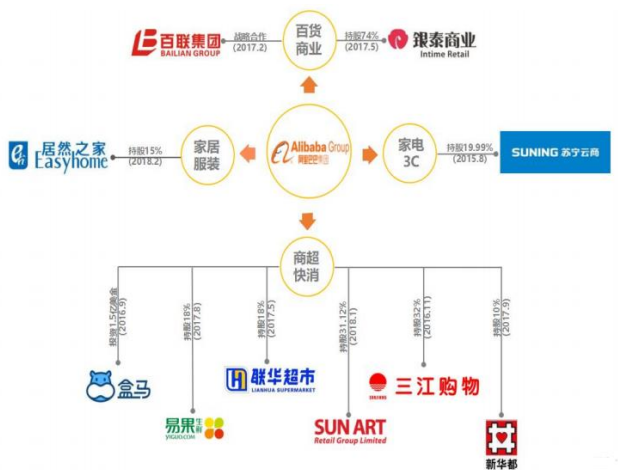 百联集团
BAILIAN GROUP
战略合作
(2017.2)
百货
商业
持股74%
(2017.5)
銀泰商业
Intime Retail
居然之家
Easyhome
持股15%
(2018.2)
家居
服装
Alibaba Group
阿里巴巴集团
家电
3C
持股19.99%
(2015.8)
SUNING 苏宁云商
商超
快消
投资1.5亿美金
(2016.9)
持股18%
(2017.8)
持股18%
(2017.5)
持股31.12%
(2018.1)
持股32%
(2016.11)
持股10%
(2017.9)
盒马
易果生鲜
YIGUO.COM
联华超市
LIANHUA SUPERMARKET
SUN ART
Retail Group Limited
三江购物
新华都